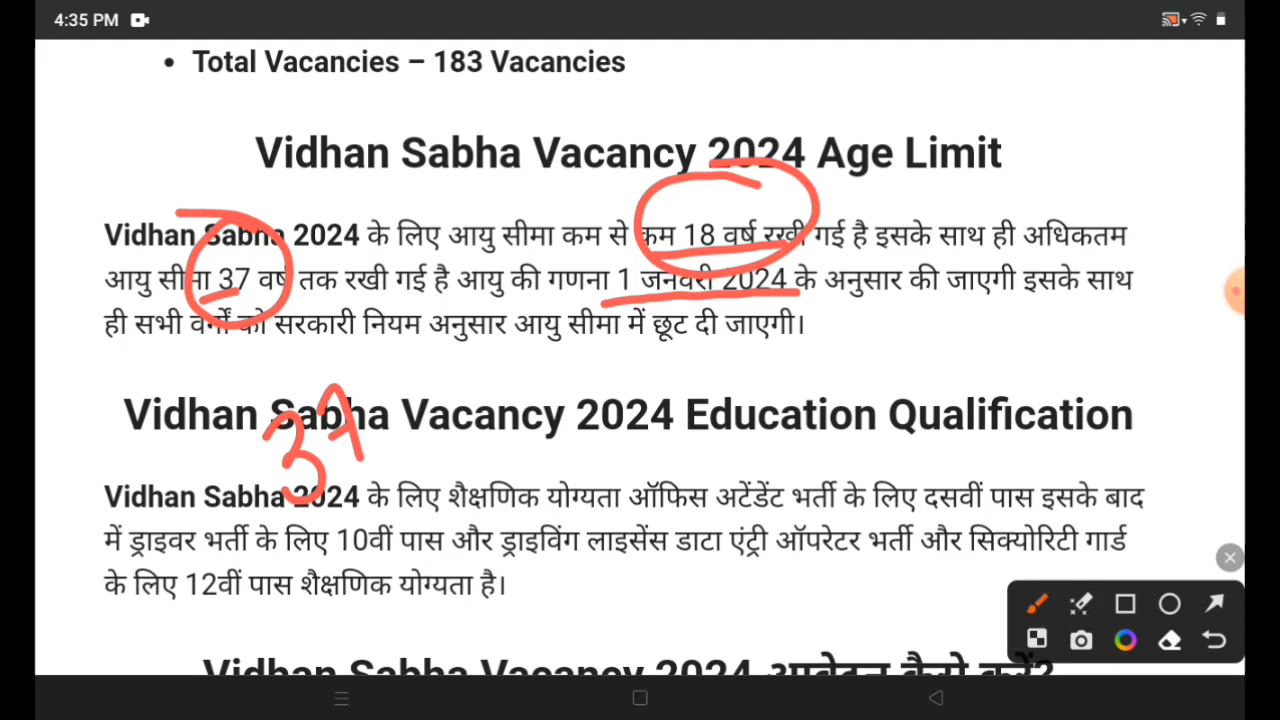 4:35 PM
• Total Vacancies – 183 Vacancies
Vidhan Sabha Vacancy 2024 Age Limit
Vidhan Sabha 2024 के लिए आयु सीमा कम से कम 18 वर्ष रखी गई है इसके साथ ही अधिकतम
आयु सीमा 37 वर्ष तक रखी गई है आयु की गणना 1 जनवरी 2024 के अनुसार की जाएगी इसके साथ
ही सभी वर्गों को सरकारी नियम अनुसार आयु सीमा में छूट दी जाएगी।
37
Vidhan Sabha Vacancy 2024 Education Qualification
Vidhan Sabha 2024 के लिए शैक्षणिक योग्यता ऑफिस अटेंडेंट भर्ती के लिए दसवीं पास इसके बाद
में ड्राइवर भर्ती के लिए 10वीं पास और ड्राइविंग लाइसेंस डाटा एंट्री ऑपरेटर भर्ती और सिक्योरिटी गार्ड
के लिए 12वीं पास शैक्षणिक योग्यता है।
Vidhan Sabha Vacancy 2024 आवेदन कैसे करें?